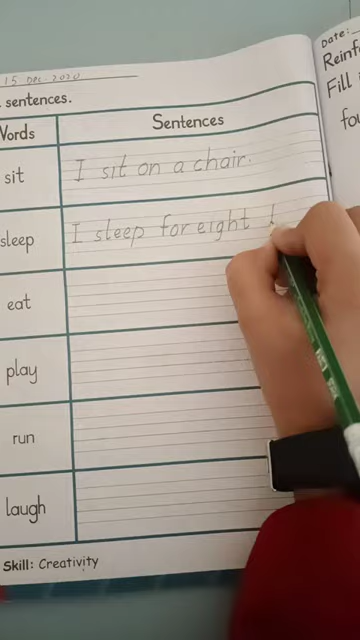 15 Dec 2020
Date:
Reinf
sentences.
Fill
Words
Sentences
fou
sit
I sit on a chair.
sleep
I sleep for eight
eat
play
run
laugh
Skill: Creativity